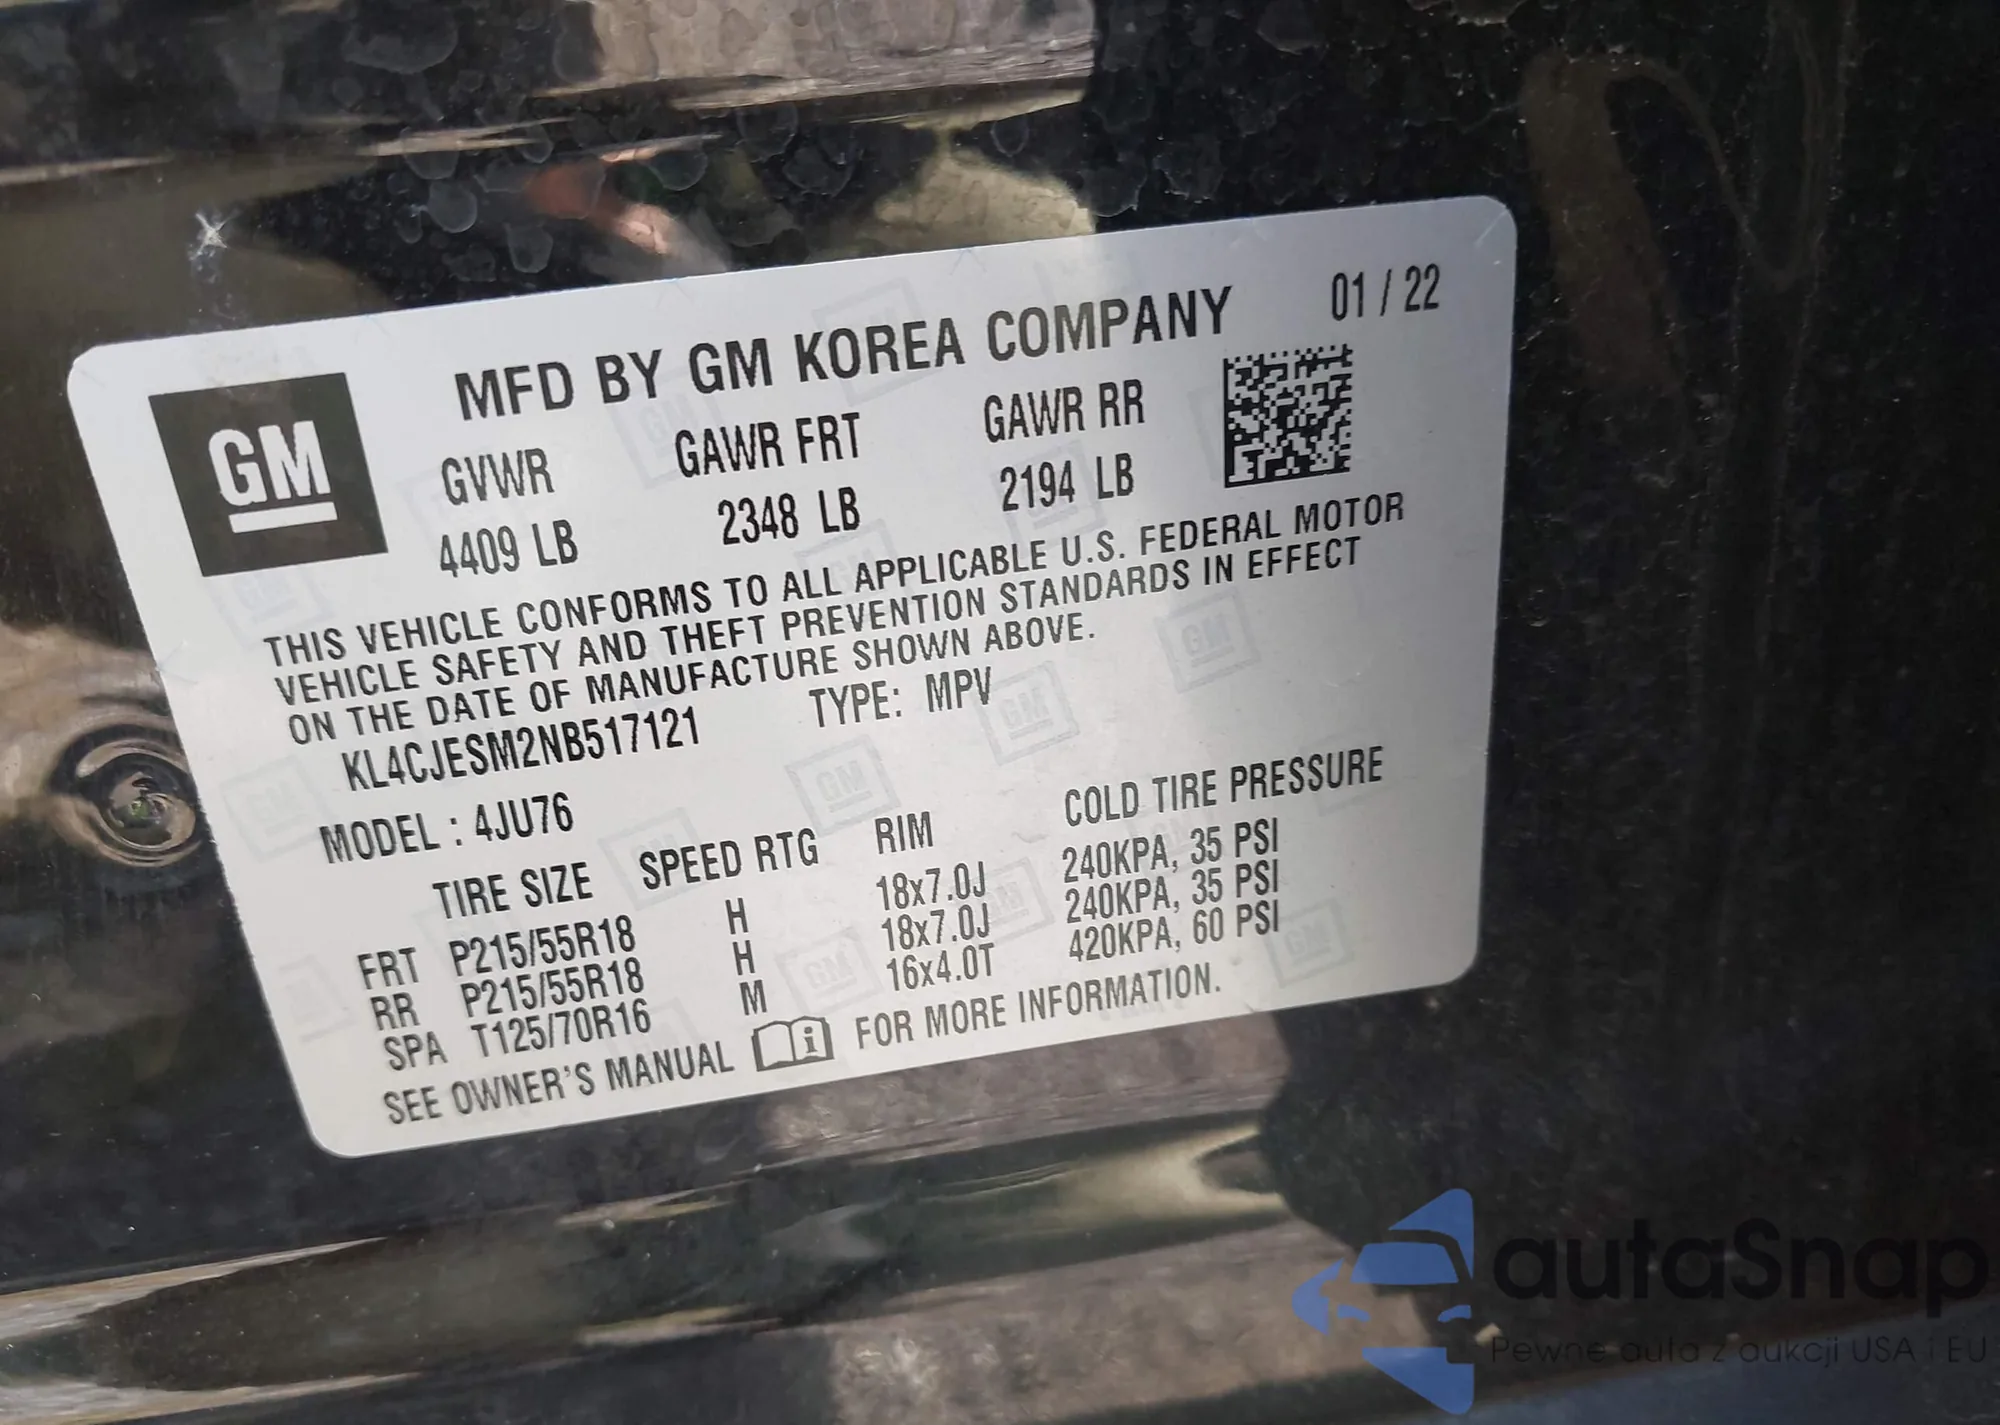 MFD BY GM KOREA COMPANY 01 / 22
GM
GVWR GAWR FRT GAWR RR
4409 LB 2348 LB 2194 LB
THIS VEHICLE CONFORMS TO ALL APPLICABLE U.S. FEDERAL MOTOR
VEHICLE SAFETY AND THEFT PREVENTION STANDARDS IN EFFECT
ON THE DATE OF MANUFACTURE SHOWN ABOVE.
KL4CJESM2NB517121 TYPE: MPV
MODEL : 4JU76
TIRE SIZE SPEED RTG RIM COLD TIRE PRESSURE
FRT P215/55R18 H 18x7.0J 240KPA, 35 PSI
RR P215/55R18 H 18x7.0J 240KPA, 35 PSI
SPA T125/70R16 M 16x4.0T 420KPA, 60 PSI
SEE OWNER'S MANUAL FOR MORE INFORMATION.
autaSnap
Pewne auta z aukcji USA i EU